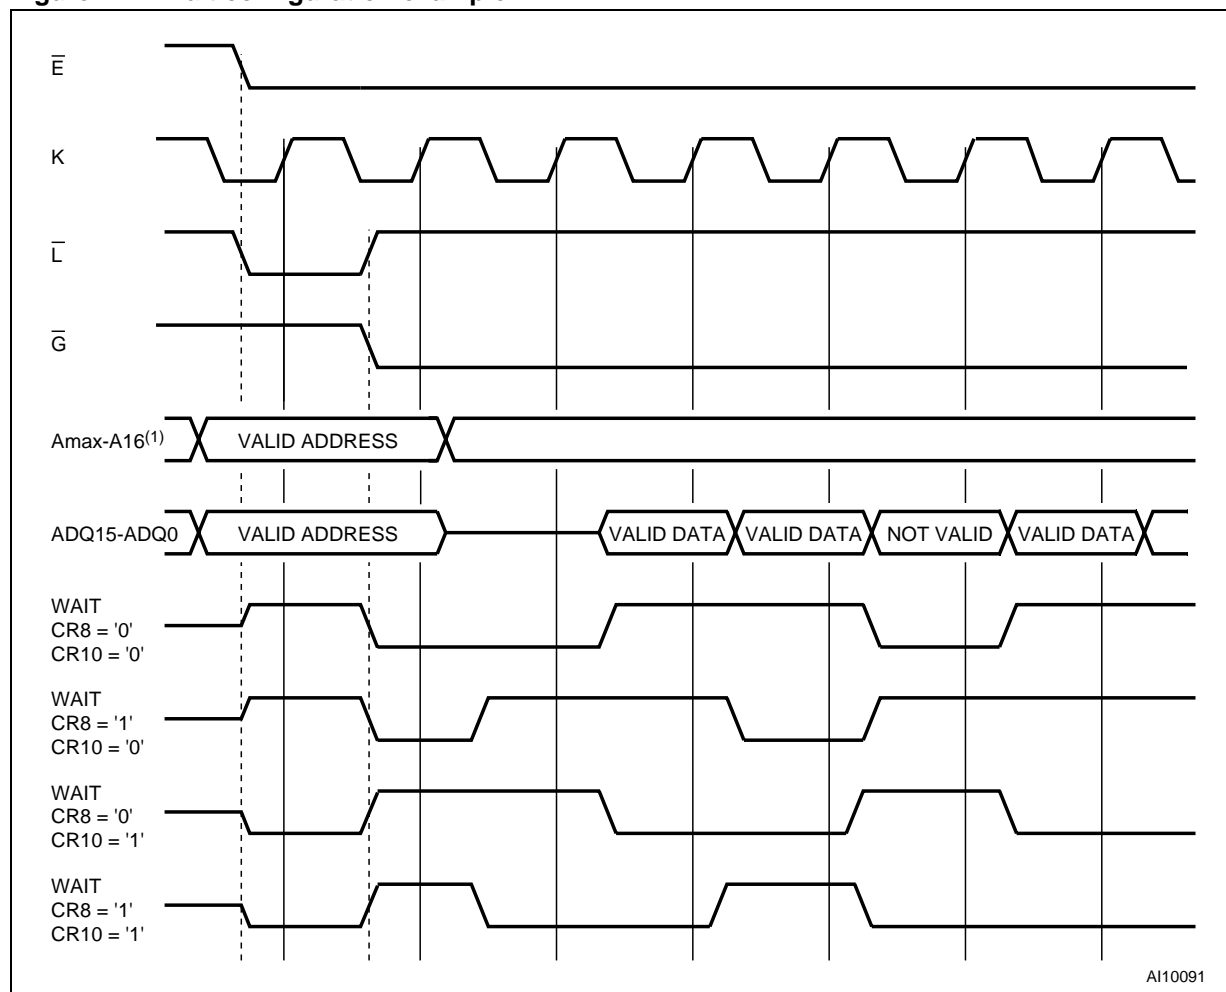 E
K
L
G
Amax-A16(1) VALID ADDRESS
ADQ15-ADQ0 VALID ADDRESS VALID DATA VALID DATA NOT VALID VALID DATA
WAIT
CR8 = '0'
CR10 = '0'
WAIT
CR8 = '1'
CR10 = '0'
WAIT
CR8 = '0'
CR10 = '1'
WAIT
CR8 = '1'
CR10 = '1'
AI10091